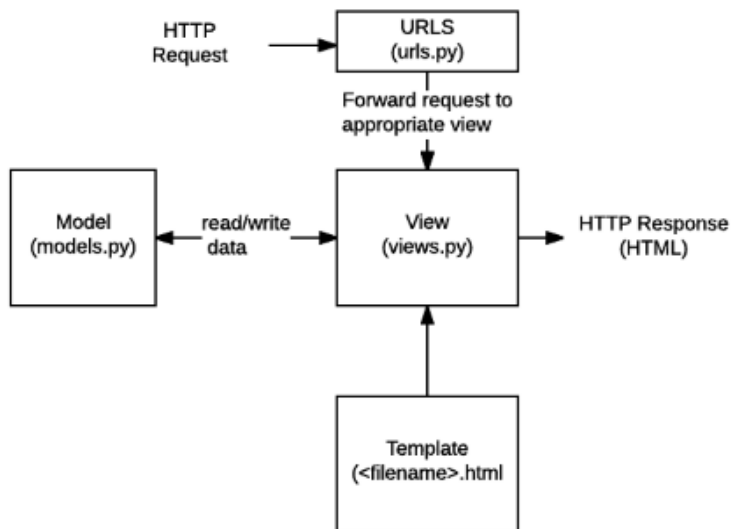 HTTP
Request
URLS
(urls.py)
Forward request to
appropriate view
Model
(models.py)
read/write
data
View
(views.py)
HTTP Response
(HTML)
Template
(<filename>.html